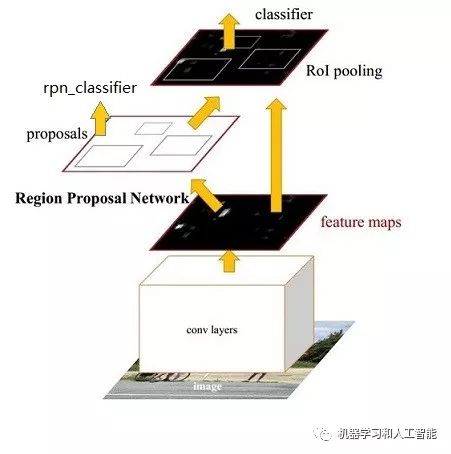 classifier
RoI pooling
rpn_classifier
proposals
Region Proposal Network
feature maps
conv layers
image
机器学习和人工智能